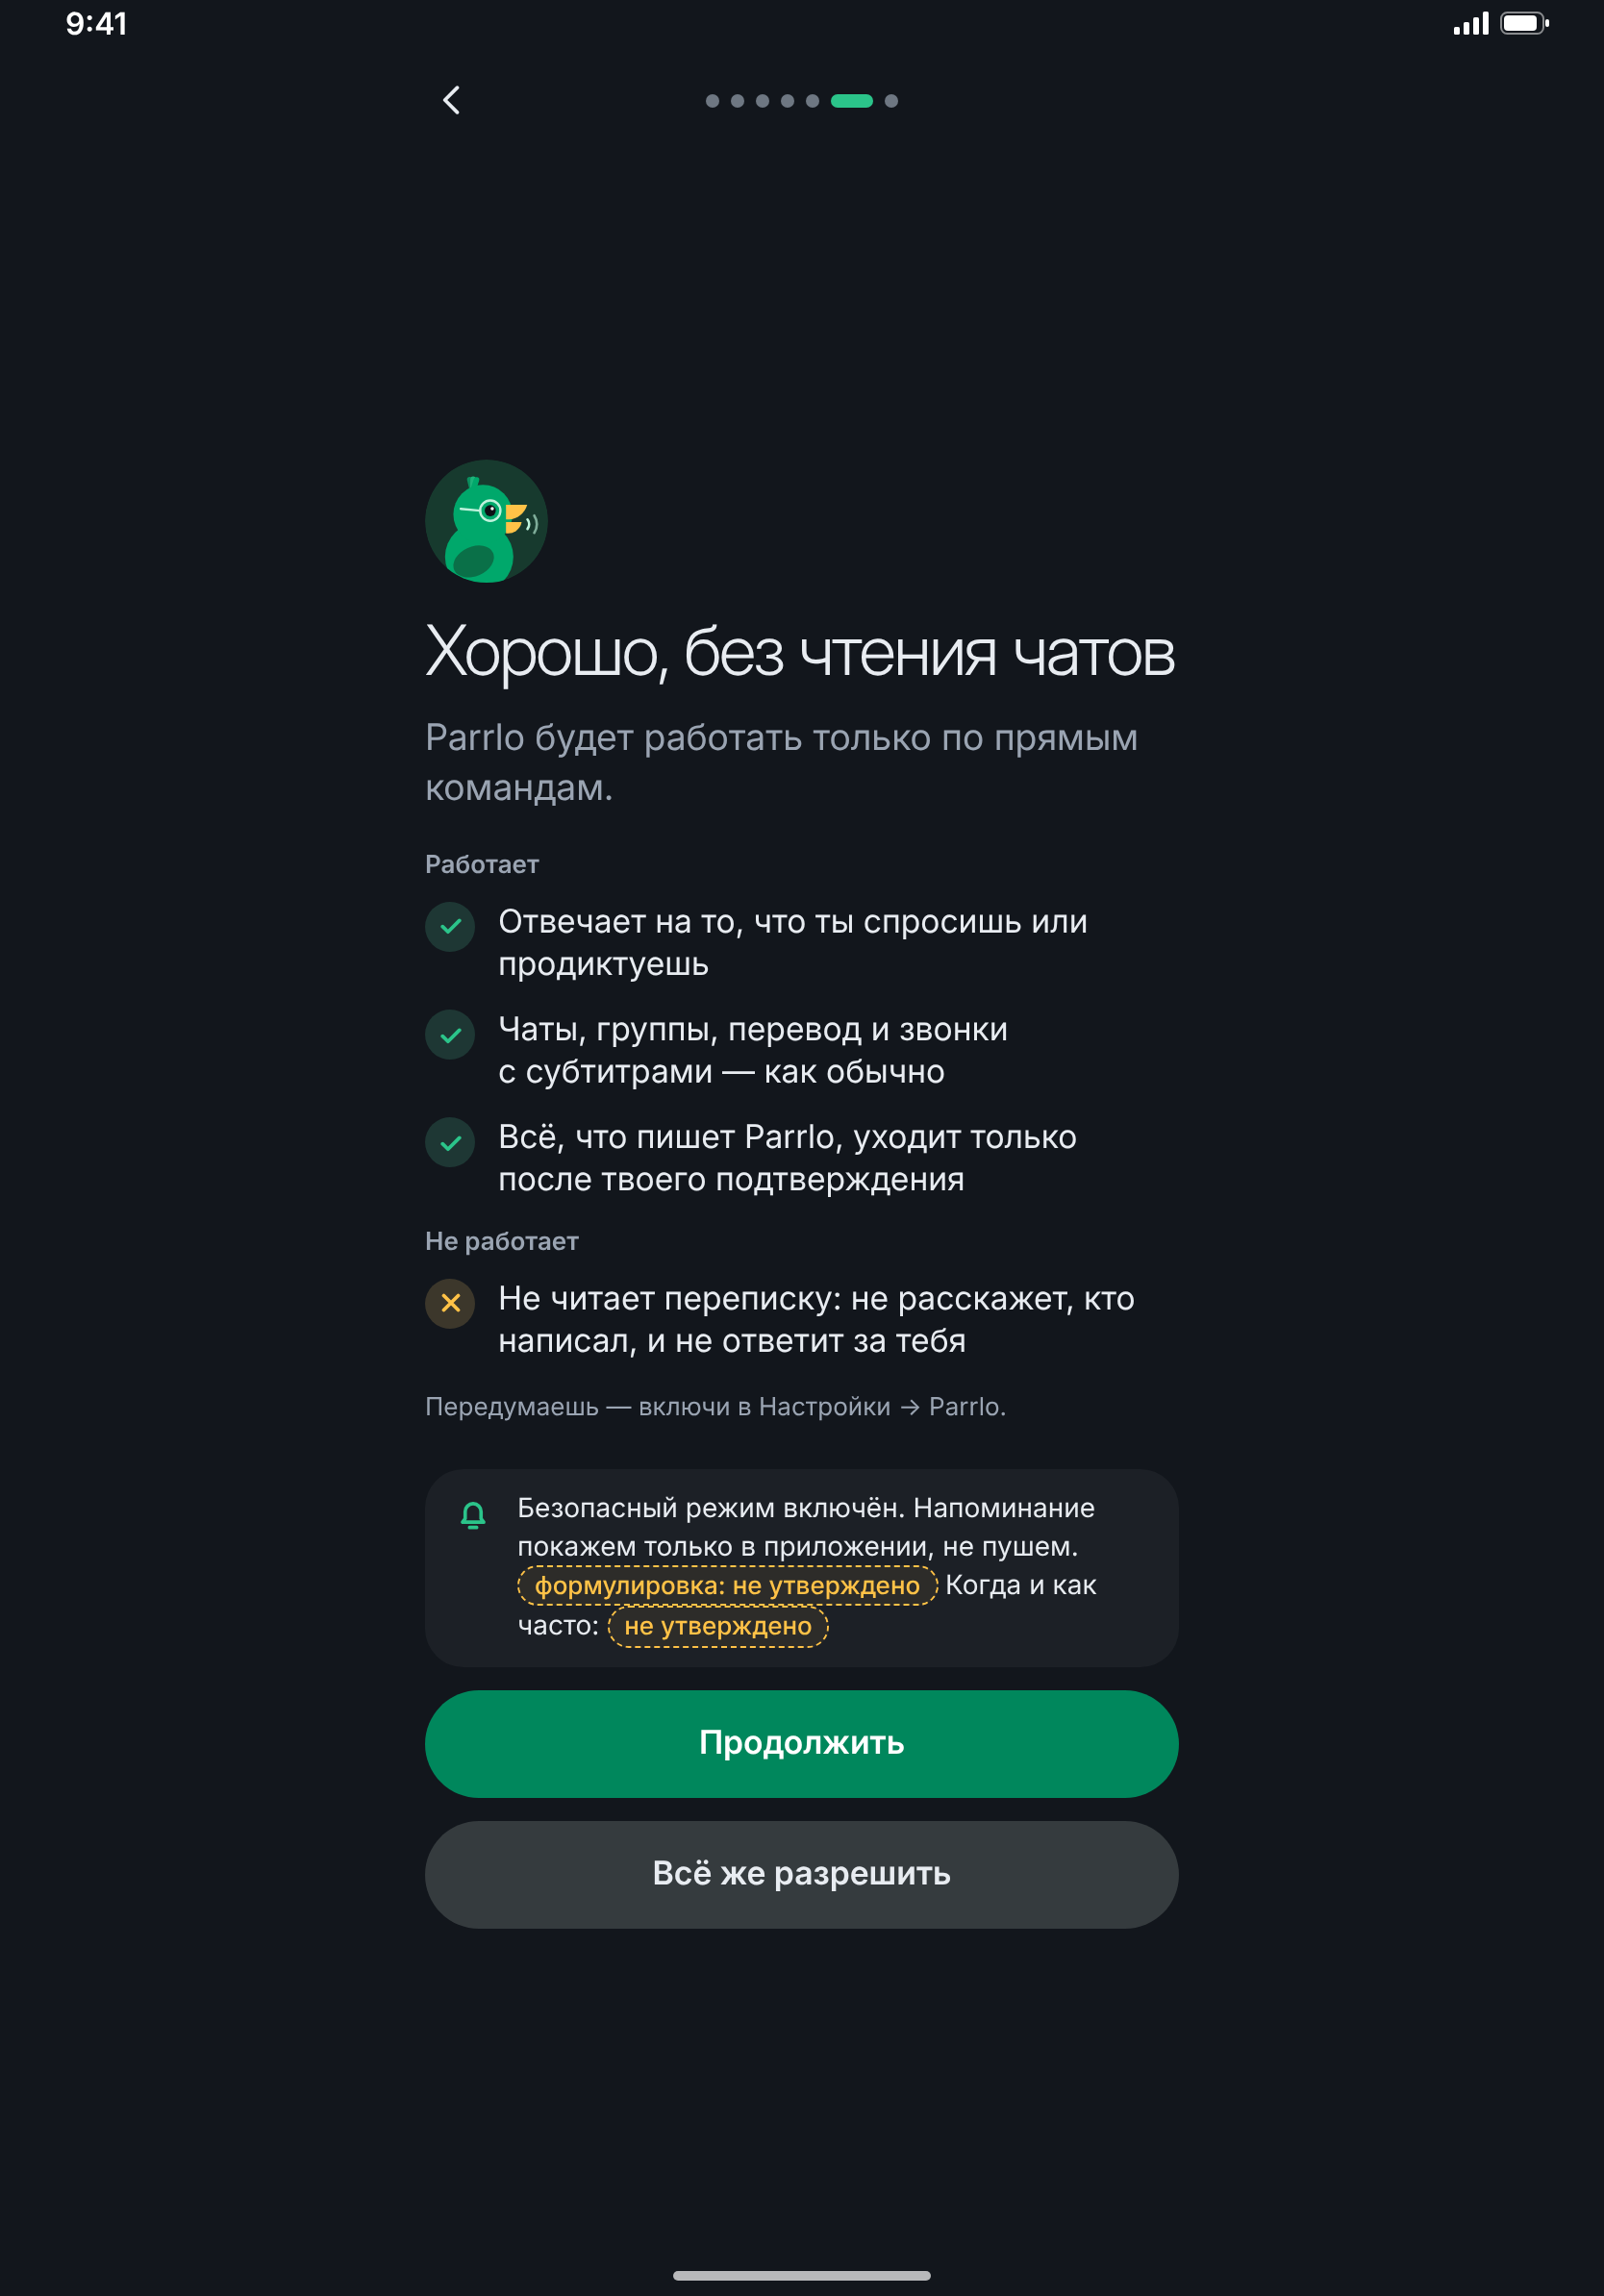 9:41
Хорошо, без чтения чатов
Parrlo будет работать только по прямым
командам.
Работает
Отвечает на то, что ты спросишь или
продиктуешь
Чаты, группы, перевод и звонки
с субтитрами — как обычно
Всё, что пишет Parrlo, уходит только
после твоего подтверждения
Не работает
Не читает переписку: не расскажет, кто
написал, и не ответит за тебя
Передумаешь — включи в Настройки → Parrlo.
Безопасный режим включён. Напоминание
покажем только в приложении, не пушем.
формулировка: не утверждено Когда и как
часто: не утверждено
Продолжить
Всё же разрешить